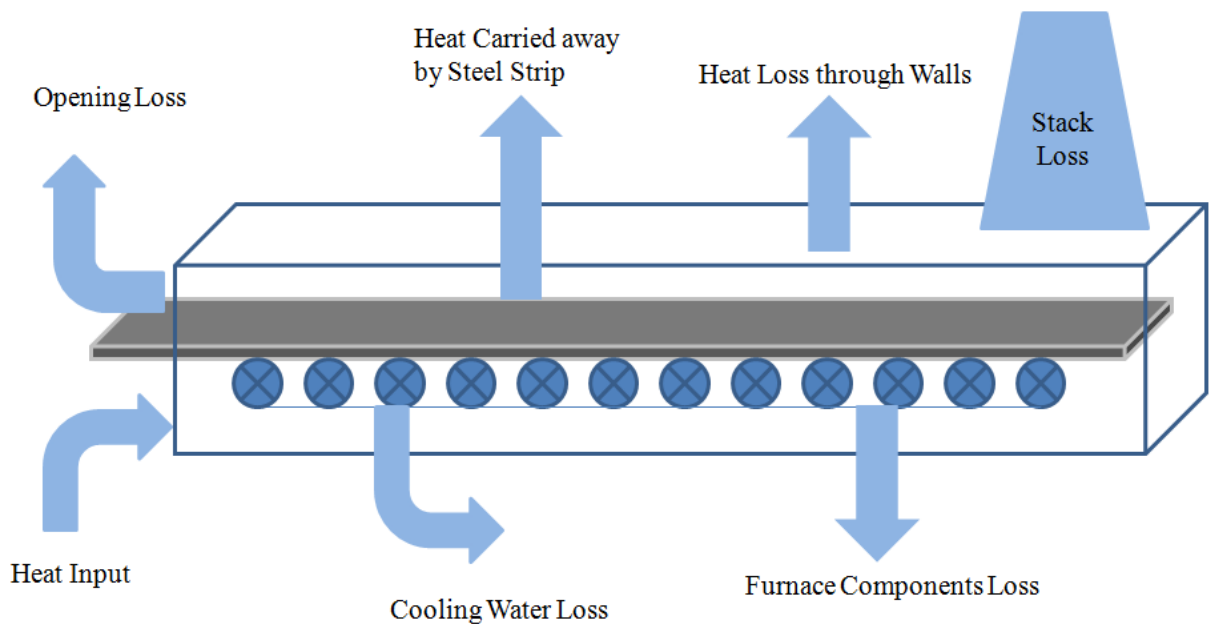 Heat Carried away
by Steel Strip
Opening Loss
Heat Loss through Walls
Stack
Loss
Heat Input
Cooling Water Loss
Furnace Components Loss